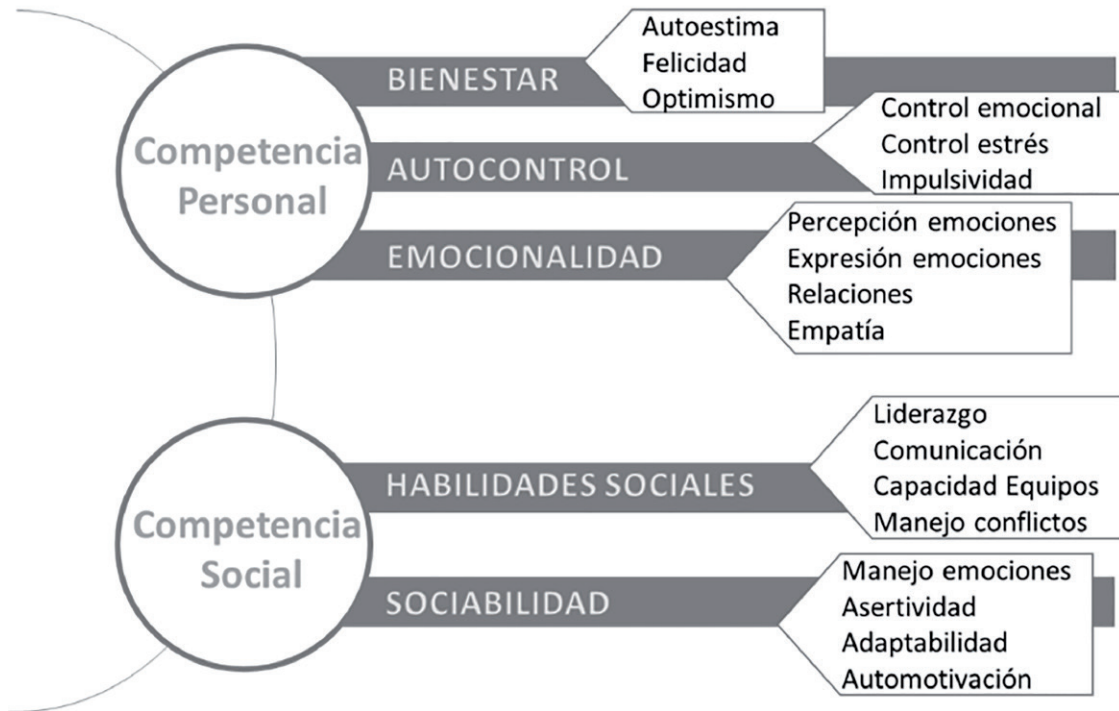 Competencia
Personal
BIENESTAR
Autoestima
Felicidad
Optimismo
AUTOCONTROL
Control emocional
Control estrés
Impulsividad
EMOCIONALIDAD
Percepción emociones
Expresión emociones
Relaciones
Empatía
Competencia
Social
HABILIDADES SOCIALES
Liderazgo
Comunicación
Capacidad Equipos
Manejo conflictos
SOCIABILIDAD
Manejo emociones
Asertividad
Adaptabilidad
Automotivación